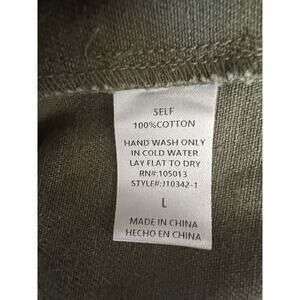 SELF
100%COTTON
HAND WASH ONLY
IN COLD WATER
LAY FLAT TO DRY
RN#:105013
STYLE#:J10342-1
L
MADE IN CHINA
HECHO EN CHINA